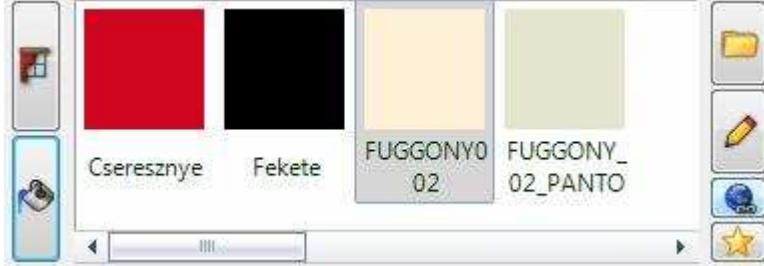 Cseresznye
Fekete
FUGGONY0
02
FUGGONY_
02_PANTO